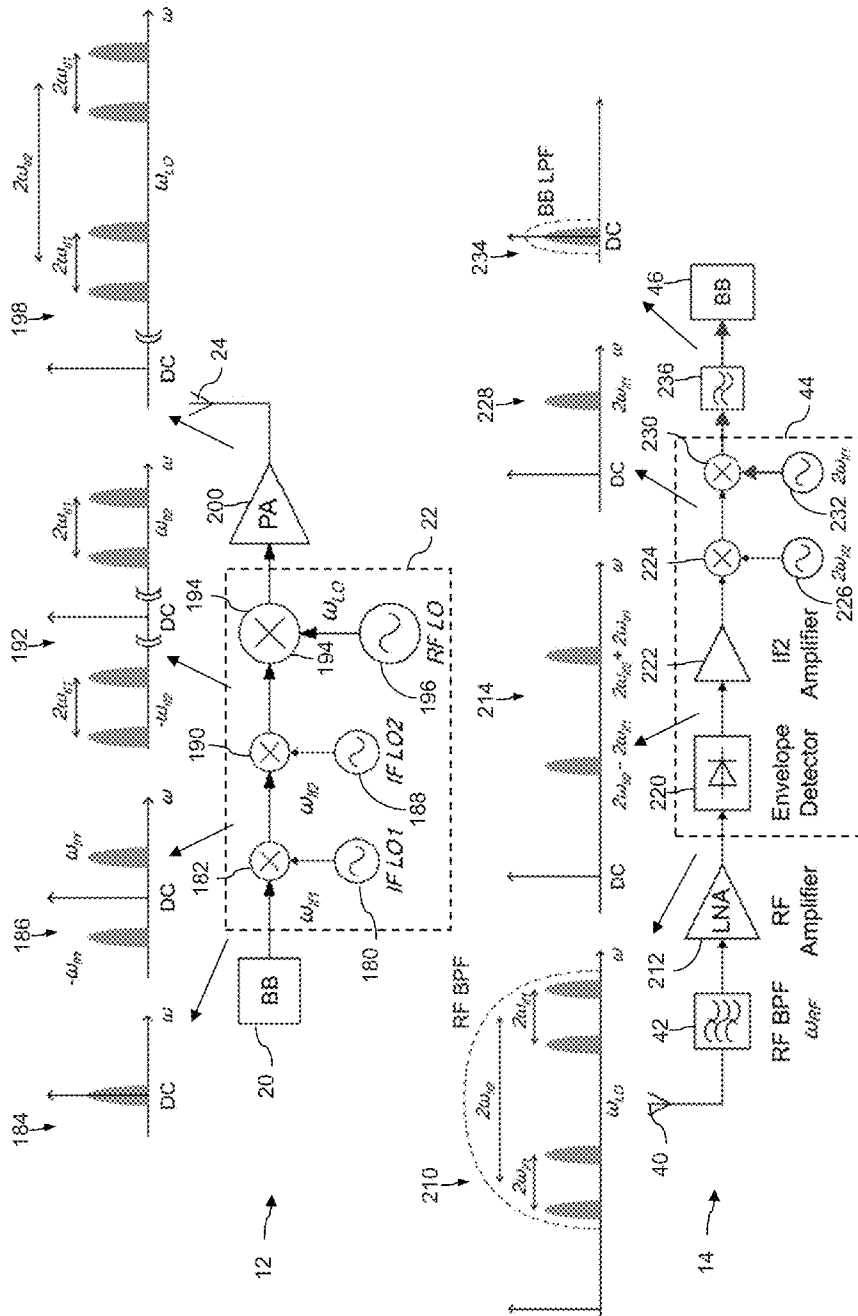 184
DC
ω
186
-ω_if1
DC
ω_if1
ω
192
2ω_if1
-ω_if2
DC
2ω_if1
ω_if2
ω
198
DC
2ω_if2
2ω_if1
2ω_if1
ω_LO
ω
12
20
BB
182
ω_if1
180
IF LO1
190
ω_if2
188
IF LO2
194
194
ω_LO
196
RF LO
22
200
PA
24
210
2ω_if1
2ω_if2
2ω_if1
RF BPF
ω_LO
ω
214
DC
2ω_if2 - 2ω_if1
2ω_if2 + 2ω_if1
ω
228
DC
2ω_if1
ω
234
BB LPF
DC
14
40
42
RF BPF
ω_RF
212
LNA
RF
Amplifier
220
Envelope
Detector
222
If2
Amplifier
224
226
2ω_if2
230
232
2ω_if1
44
236
46
BB